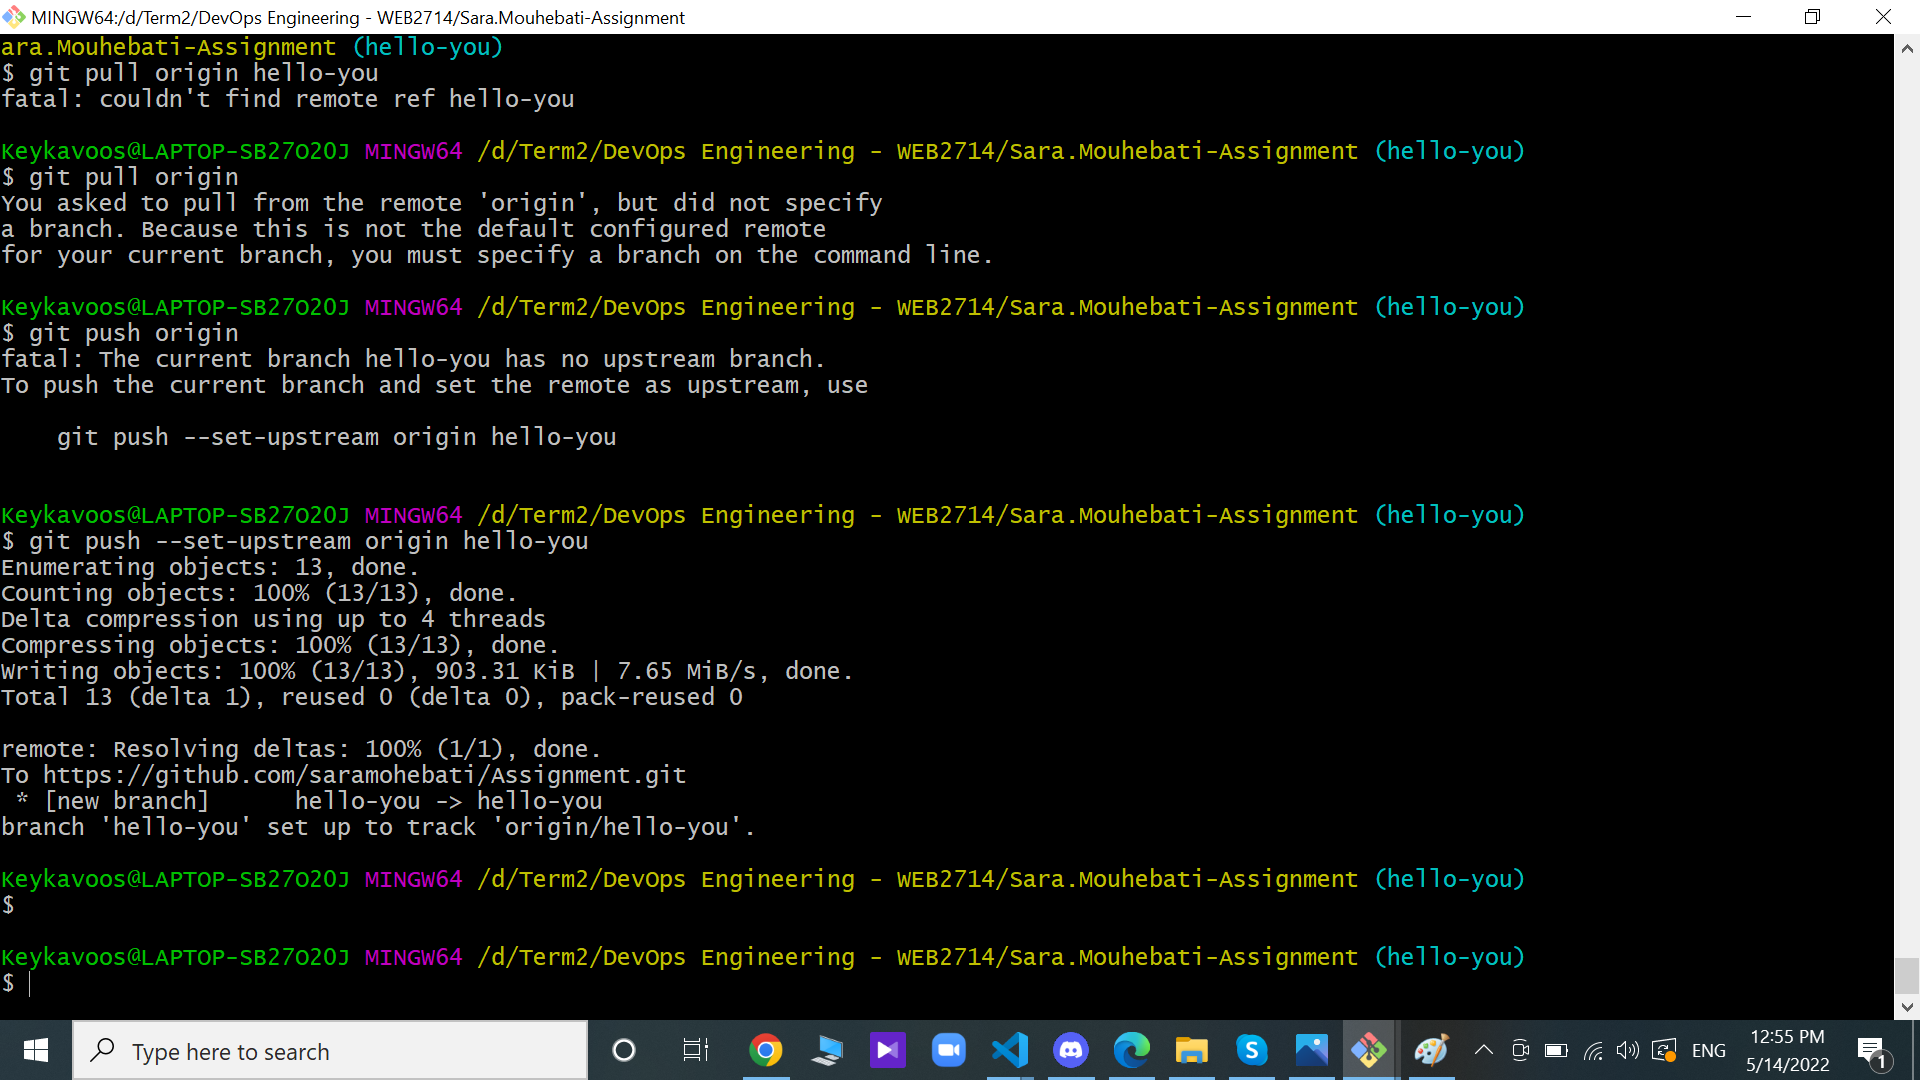 MINGW64:/d/Term2/DevOps Engineering - WEB2714/Sara.Mouhebati-Assignment
ara.Mouhebati-Assignment (hello-you)
$ git pull origin hello-you
fatal: couldn't find remote ref hello-you
Keykavoos@LAPTOP-SB27O2OJ MINGW64 /d/Term2/DevOps Engineering - WEB2714/Sara.Mouhebati-Assignment (hello-you)
$ git pull origin
You asked to pull from the remote 'origin', but did not specify
a branch. Because this is not the default configured remote
for your current branch, you must specify a branch on the command line.
Keykavoos@LAPTOP-SB27O2OJ MINGW64 /d/Term2/DevOps Engineering - WEB2714/Sara.Mouhebati-Assignment (hello-you)
$ git push origin
fatal: The current branch hello-you has no upstream branch.
To push the current branch and set the remote as upstream, use
    git push --set-upstream origin hello-you
Keykavoos@LAPTOP-SB27O2OJ MINGW64 /d/Term2/DevOps Engineering - WEB2714/Sara.Mouhebati-Assignment (hello-you)
$ git push --set-upstream origin hello-you
Enumerating objects: 13, done.
Counting objects: 100% (13/13), done.
Delta compression using up to 4 threads
Compressing objects: 100% (13/13), done.
Writing objects: 100% (13/13), 903.31 KiB | 7.65 MiB/s, done.
Total 13 (delta 1), reused 0 (delta 0), pack-reused 0
remote: Resolving deltas: 100% (1/1), done.
To https://github.com/saramohebati/Assignment.git
 * [new branch]      hello-you -> hello-you
branch 'hello-you' set up to track 'origin/hello-you'.
Keykavoos@LAPTOP-SB27O2OJ MINGW64 /d/Term2/DevOps Engineering - WEB2714/Sara.Mouhebati-Assignment (hello-you)
$
Keykavoos@LAPTOP-SB27O2OJ MINGW64 /d/Term2/DevOps Engineering - WEB2714/Sara.Mouhebati-Assignment (hello-you)
$
Type here to search
ENG
12:55 PM
5/14/2022
1